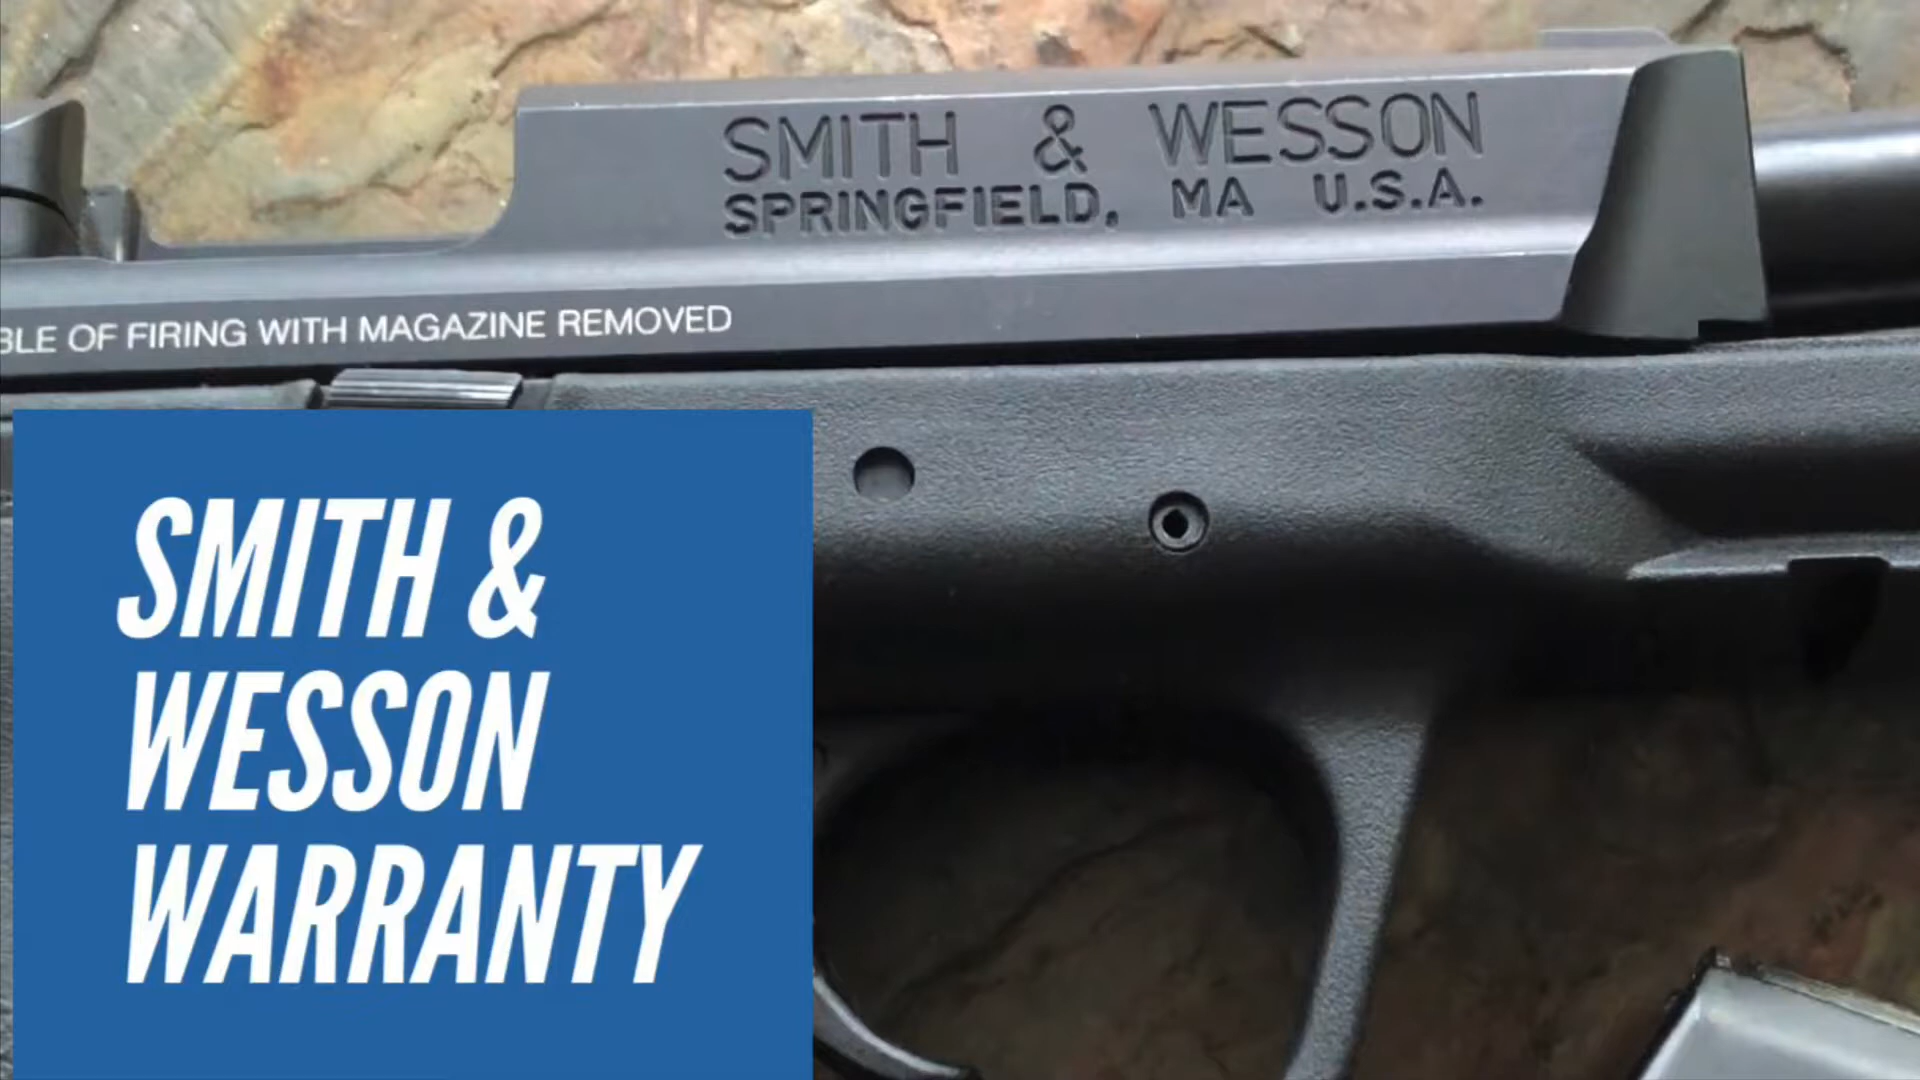 SMITH & WESSON
SPRINGFIELD, MA U.S.A.
BLE OF FIRING WITH MAGAZINE REMOVED
SMITH &
WESSON
WARRANTY